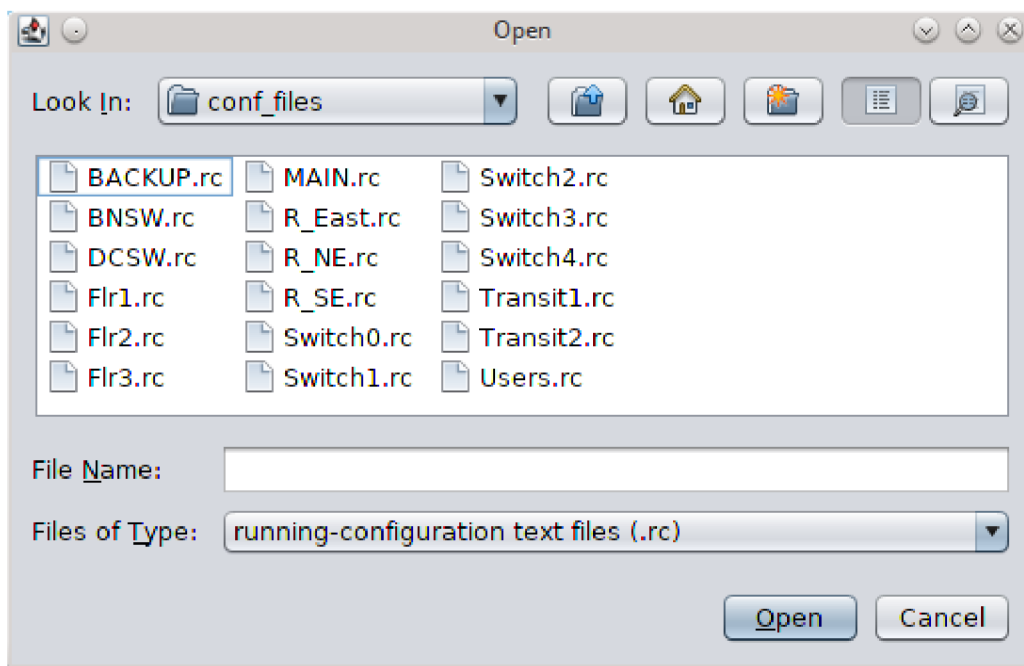 Open
Look In: conf_files
BACKUP.rc MAIN.rc Switch2.rc
BNSW.rc R_East.rc Switch3.rc
DCSW.rc R_NE.rc Switch4.rc
Flr1.rc R_SE.rc Transit1.rc
Flr2.rc Switch0.rc Transit2.rc
Flr3.rc Switch1.rc Users.rc
File Name:
Files of Type: running-configuration text files (.rc)
Open Cancel